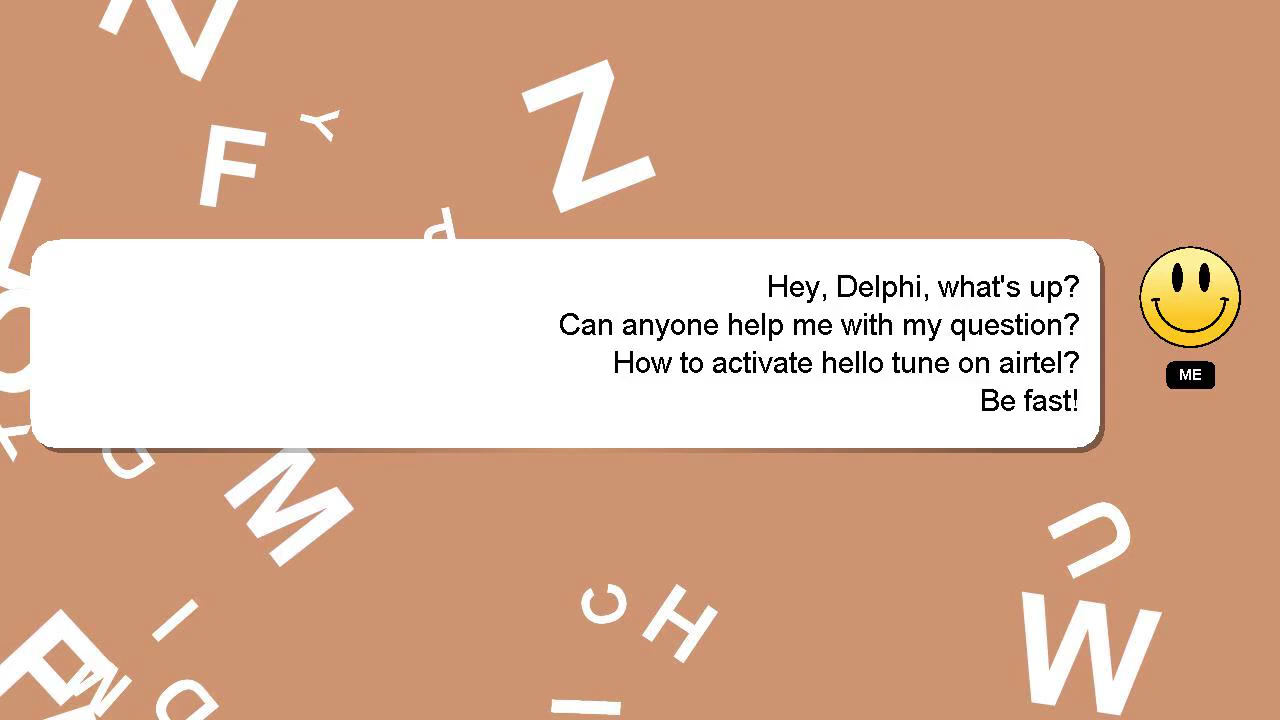 Hey, Delphi, what's up?
Can anyone help me with my question?
How to activate hello tune on airtel?
Be fast!
ME
N
Z
F
Y
P
M
D
U
W
C
H
I
D
I